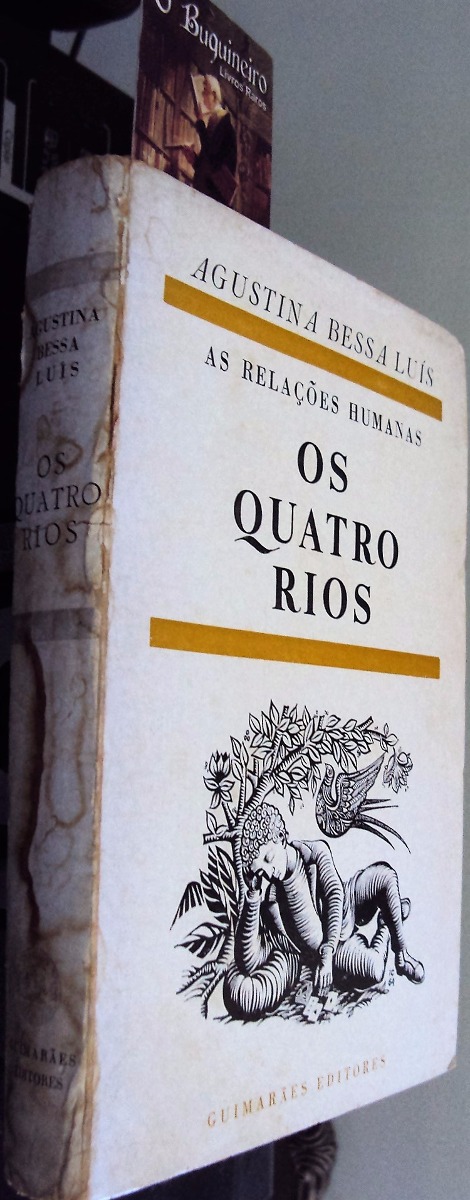 O Buquineiro
Livros Raros
AGUSTINA BESSA LUÍS
AS RELAÇÕES HUMANAS
OS
QUATRO
RIOS
GUIMARÃES EDITORES
AGUSTINA
BESSA
LUÍS
OS
QUATRO
RIOS
GUIMARÃES
EDITORES